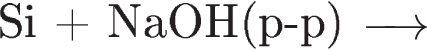 Si + NaOH(p-p) ⟶